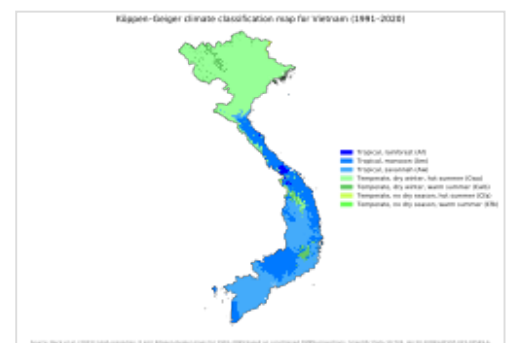 Köppen-Geiger climate classification map for Vietnam (1991–2020)
Tropical, rainforest (Af)
Tropical, monsoon (Am)
Tropical, savannah (Aw)
Temperate, dry winter, hot summer (Cwa)
Temperate, dry winter, warm summer (Cwb)
Temperate, no dry season, hot summer (Cfa)
Temperate, no dry season, warm summer (Cfb)